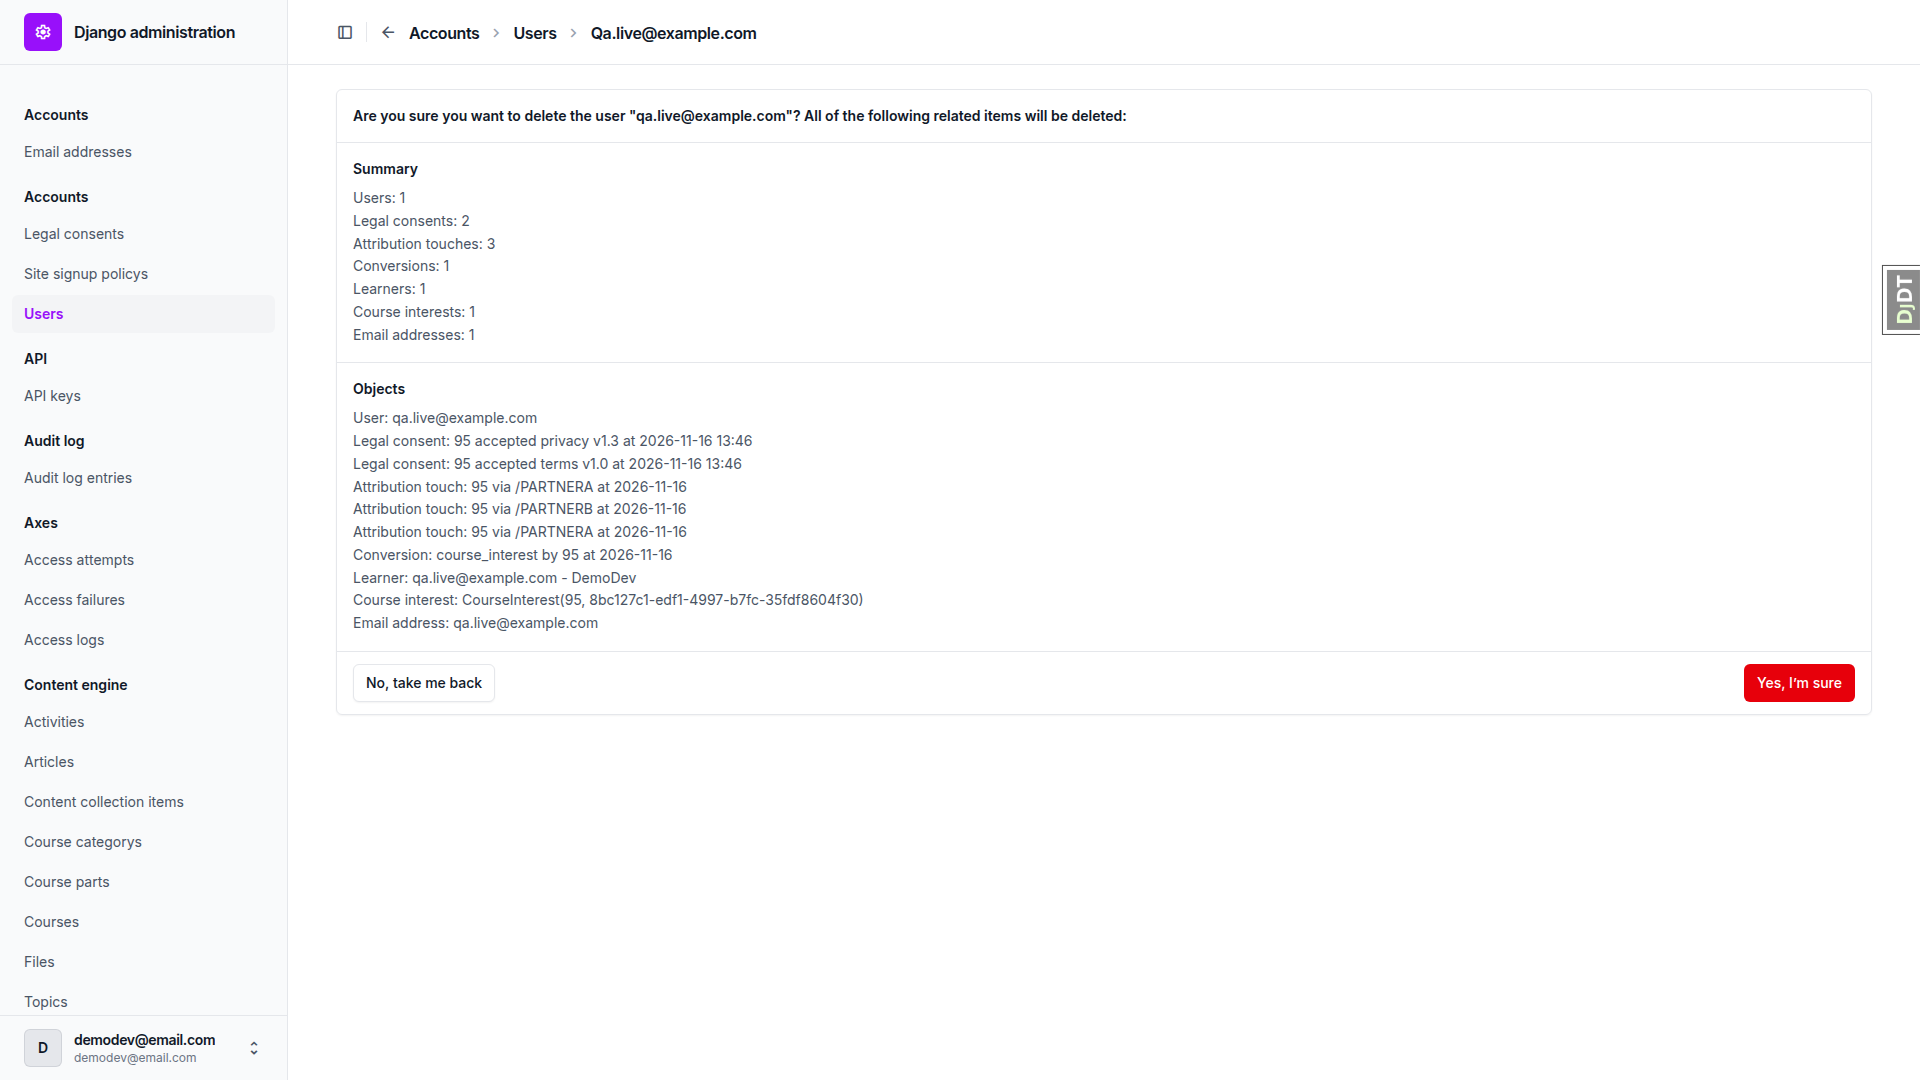 Django administration
Accounts
Email addresses
Accounts
Legal consents
Site signup policys
Users
API
API keys
Audit log
Audit log entries
Axes
Access attempts
Access failures
Access logs
Content engine
Activities
Articles
Content collection items
Course categorys
Course parts
Courses
Files
Topics
D
demodev@email.com
demodev@email.com
Accounts > Users > Qa.live@example.com
Are you sure you want to delete the user "qa.live@example.com"? All of the following related items will be deleted:
Summary
Users: 1
Legal consents: 2
Attribution touches: 3
Conversions: 1
Learners: 1
Course interests: 1
Email addresses: 1
Objects
User: qa.live@example.com
Legal consent: 95 accepted privacy v1.3 at 2026-11-16 13:46
Legal consent: 95 accepted terms v1.0 at 2026-11-16 13:46
Attribution touch: 95 via /PARTNERA at 2026-11-16
Attribution touch: 95 via /PARTNERB at 2026-11-16
Attribution touch: 95 via /PARTNERA at 2026-11-16
Conversion: course_interest by 95 at 2026-11-16
Learner: qa.live@example.com - DemoDev
Course interest: CourseInterest(95, 8bc127c1-edf1-4997-b7fc-35fdf8604f30)
Email address: qa.live@example.com
No, take me back
Yes, I'm sure
DjDT